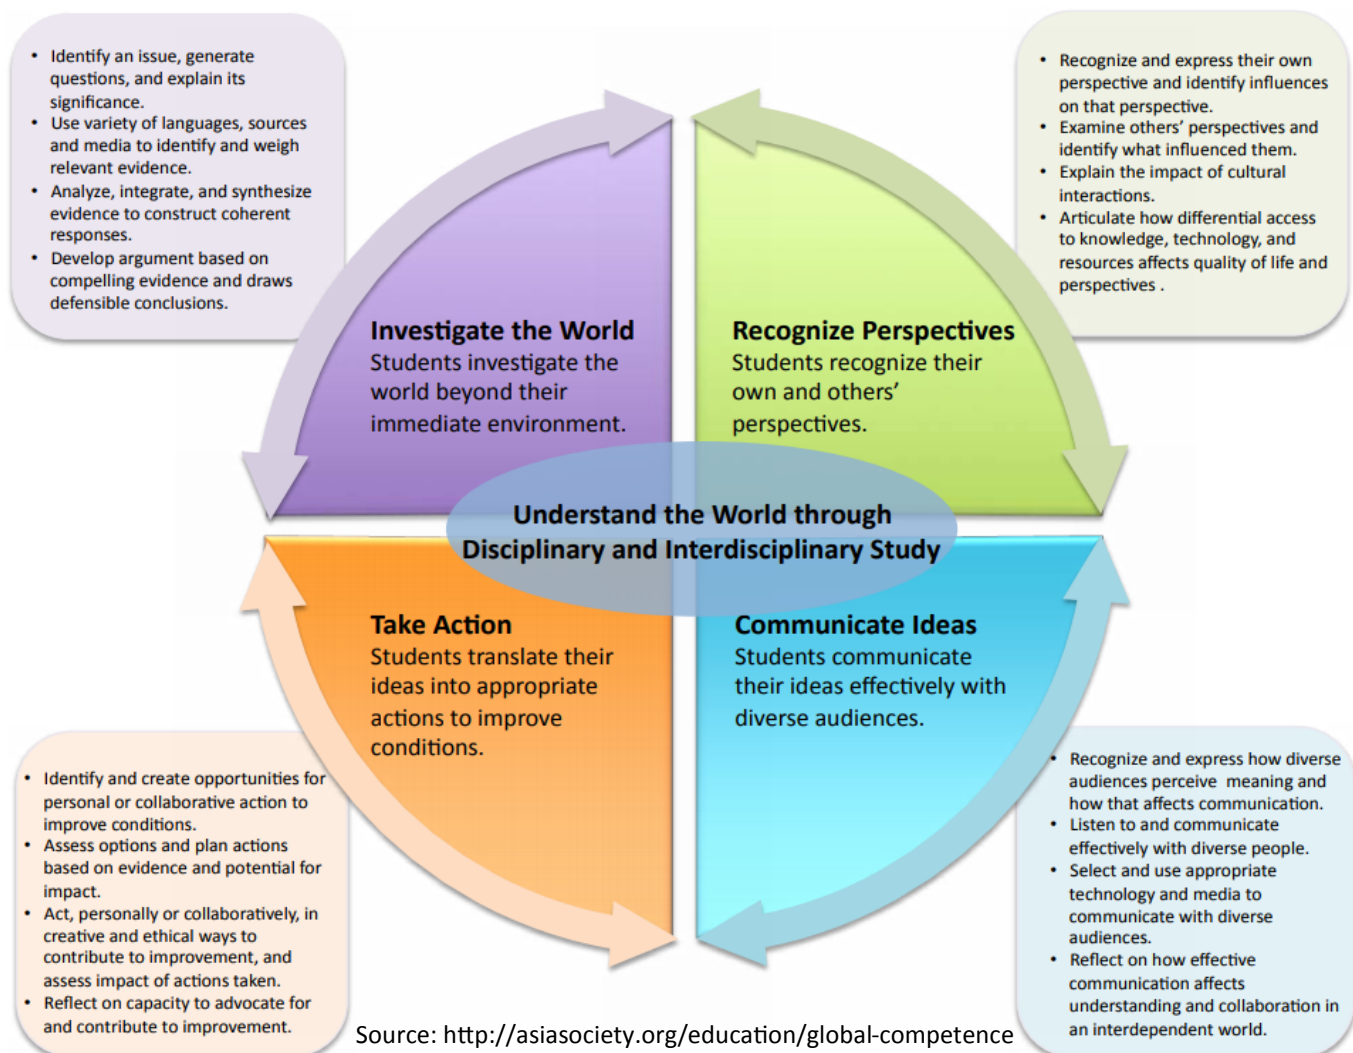 • Identify an issue, generate
questions, and explain its
significance.
• Use variety of languages, sources
and media to identify and weigh
relevant evidence.
• Analyze, integrate, and synthesize
evidence to construct coherent
responses.
• Develop argument based on
compelling evidence and draws
defensible conclusions.
• Recognize and express their own
perspective and identify influences
on that perspective.
• Examine others' perspectives and
identify what influenced them.
• Explain the impact of cultural
interactions.
• Articulate how differential access
to knowledge, technology, and
resources affects quality of life and
perspectives .
Investigate the World
Students investigate the
world beyond their
immediate environment.
Recognize Perspectives
Students recognize their
own and others'
perspectives.
Understand the World through
Disciplinary and Interdisciplinary Study
Take Action
Students translate their
ideas into appropriate
actions to improve
conditions.
Communicate Ideas
Students communicate
their ideas effectively with
diverse audiences.
• Identify and create opportunities for
personal or collaborative action to
improve conditions.
• Assess options and plan actions
based on evidence and potential for
impact.
• Act, personally or collaboratively, in
creative and ethical ways to
contribute to improvement, and
assess impact of actions taken.
• Reflect on capacity to advocate for
and contribute to improvement.
• Recognize and express how diverse
audiences perceive meaning and
how that affects communication.
• Listen to and communicate
effectively with diverse people.
• Select and use appropriate
technology and media to
communicate with diverse
audiences.
• Reflect on how effective
communication affects
understanding and collaboration in
an interdependent world.
Source: http://asiasociety.org/education/global-competence